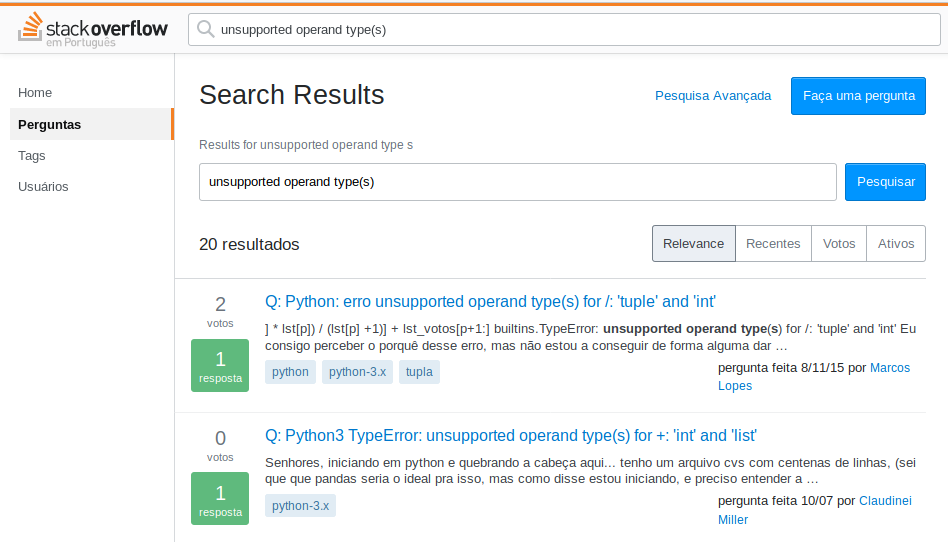 stackoverflow
em Português
unsupported operand type(s)
Home
Perguntas
Tags
Usuários
Search Results
Pesquisa Avançada
Faça uma pergunta
Results for unsupported operand type s
unsupported operand type(s)
Pesquisar
20 resultados
Relevance
Recentes
Votos
Ativos
2
votos
1
resposta
Q: Python: erro unsupported operand type(s) for /: 'tuple' and 'int'
] * lst[p]) / (lst[p] +1)] + lst_votos[p+1:] builtins.TypeError: unsupported operand type(s) for /: 'tuple' and 'int' Eu
consigo perceber o porquê desse erro, mas não estou a conseguir de forma alguma dar …
python
python-3.x
tupla
pergunta feita 8/11/15 por Marcos
Lopes
0
votos
1
resposta
Q: Python3 TypeError: unsupported operand type(s) for +: 'int' and 'list'
Senhores, iniciando em python e quebrando a cabeça aqui... tenho um arquivo cvs com centenas de linhas, (sei
que que pandas seria o ideal pra isso, mas como disse estou iniciando, e preciso entender a …
python-3.x
pergunta feita 10/07 por Claudinei
Miller